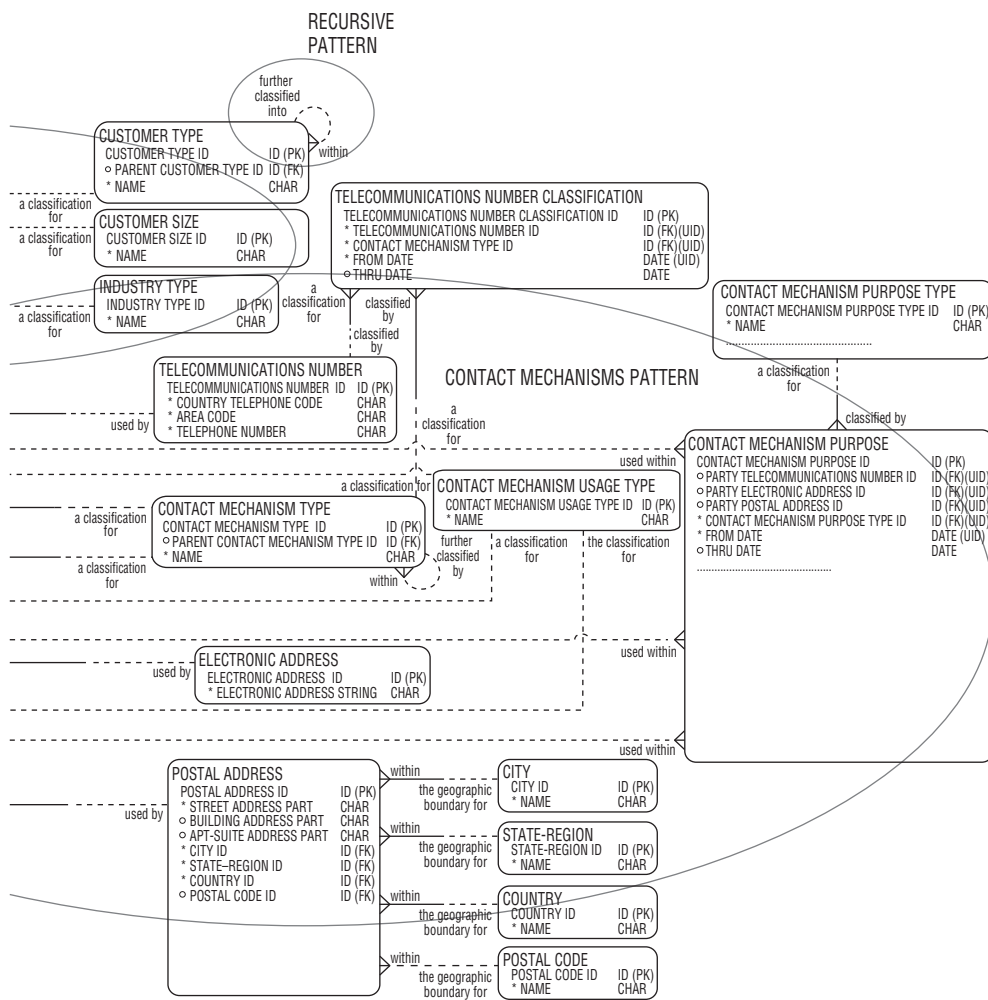 RECURSIVE
PATTERN
further
classified
into
within
CUSTOMER TYPE
CUSTOMER TYPE ID ID (PK)
o PARENT CUSTOMER TYPE ID ID (FK)
* NAME CHAR
a classification
for
CUSTOMER SIZE
CUSTOMER SIZE ID ID (PK)
* NAME CHAR
a classification
for
INDUSTRY TYPE
INDUSTRY TYPE ID ID (PK)
* NAME CHAR
a classification
for
TELECOMMUNICATIONS NUMBER CLASSIFICATION
TELECOMMUNICATIONS NUMBER CLASSIFICATION ID ID (PK)
* TELECOMMUNICATIONS NUMBER ID ID (FK)(UID)
* CONTACT MECHANISM TYPE ID ID (FK)(UID)
* FROM DATE DATE (UID)
o THRU DATE DATE
a
classification
for
classified
by
classified
by
CONTACT MECHANISM PURPOSE TYPE
CONTACT MECHANISM PURPOSE TYPE ID ID (PK)
* NAME CHAR
................................................
a classification
for
classified by
TELECOMMUNICATIONS NUMBER
TELECOMMUNICATIONS NUMBER ID ID (PK)
* COUNTRY TELEPHONE CODE CHAR
* AREA CODE CHAR
* TELEPHONE NUMBER CHAR
used by
CONTACT MECHANISMS PATTERN
a
classification
for
used within
CONTACT MECHANISM PURPOSE
CONTACT MECHANISM PURPOSE ID ID (PK)
o PARTY TELECOMMUNICATIONS NUMBER ID ID (FK)(UID)
o PARTY ELECTRONIC ADDRESS ID ID (FK)(UID)
o PARTY POSTAL ADDRESS ID ID (FK)(UID)
* CONTACT MECHANISM PURPOSE TYPE ID ID (FK)(UID)
* FROM DATE DATE (UID)
o THRU DATE DATE
............................................
a classification
for
CONTACT MECHANISM USAGE TYPE
CONTACT MECHANISM USAGE TYPE ID ID (PK)
* NAME CHAR
a classification for
CONTACT MECHANISM TYPE
CONTACT MECHANISM TYPE ID ID (PK)
o PARENT CONTACT MECHANISM TYPE ID ID (FK)
* NAME CHAR
further
classified
by
within
a classification
for
the classification
for
a classification
for
used within
used by
ELECTRONIC ADDRESS
ELECTRONIC ADDRESS ID ID (PK)
* ELECTRONIC ADDRESS STRING CHAR
used within
used by
POSTAL ADDRESS
POSTAL ADDRESS ID ID (PK)
* STREET ADDRESS PART CHAR
o BUILDING ADDRESS PART CHAR
o APT-SUITE ADDRESS PART CHAR
* CITY ID ID (FK)
* STATE–REGION ID ID (FK)
* COUNTRY ID ID (FK)
o POSTAL CODE ID ID (FK)
within
the geographic
boundary for
CITY
CITY ID ID (PK)
* NAME CHAR
within
the geographic
boundary for
STATE-REGION
STATE-REGION ID ID (PK)
* NAME CHAR
within
the geographic
boundary for
COUNTRY
COUNTRY ID ID (PK)
* NAME CHAR
within
the geographic
boundary for
POSTAL CODE
POSTAL CODE ID ID (PK)
* NAME CHAR